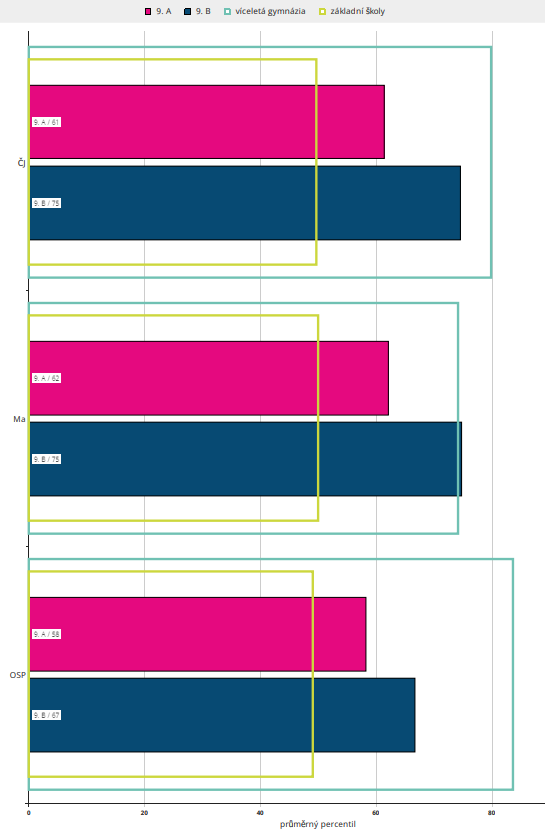 9. A 9. B víceletá gymnázia základní školy
ČJ
9. A / 61
9. B / 75
Ma
9. A / 62
9. B / 75
OSP
9. A / 58
9. B / 67
0 20 40 60 80
průměrný percentil